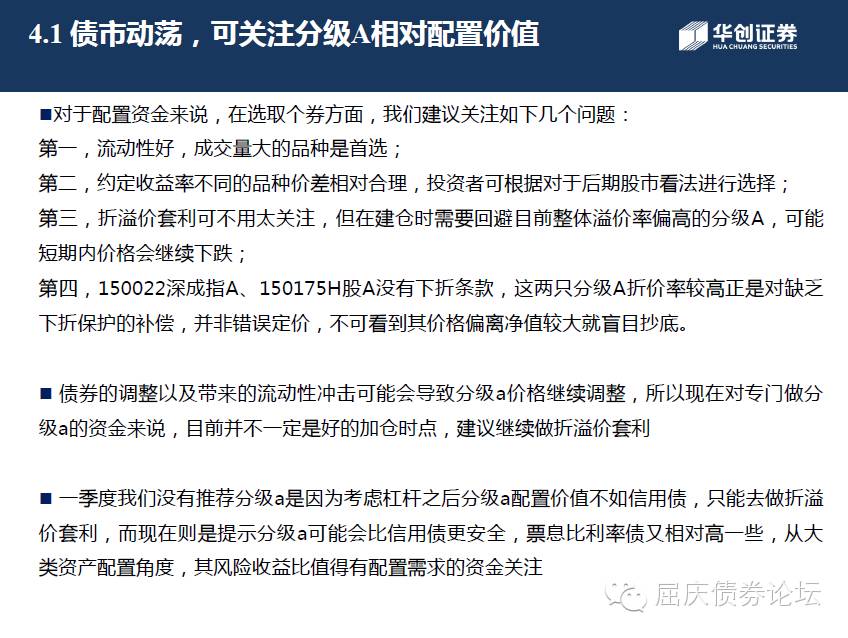 4.1 债市动荡，可关注分级A相对配置价值
华创证券
HUA CHUANG SECURITIES
■对于配置资金来说，在选取个券方面，我们建议关注如下几个问题：
第一，流动性好，成交量大的品种是首选；
第二，约定收益率不同的品种价差相对合理，投资者可根据对于后期股市看法进行选择；
第三，折溢价套利可不用太关注，但在建仓时需要回避目前整体溢价率偏高的分级A，可能
短期内价格会继续下跌；
第四，150022深成指A、150175H股A没有下折条款，这两只分级A折价率较高正是对缺乏
下折保护的补偿，并非错误定价，不可看到其价格偏离净值较大就盲目抄底。
■ 债券的调整以及带来的流动性冲击可能会导致分级a价格继续调整，所以现在对专门做分
级a的资金来说，目前并不一定是好的加仓时点，建议继续做折溢价套利
■ 一季度我们没有推荐分级a是因为考虑杠杆之后分级a配置价值不如信用债，只能去做折溢
价套利，而现在则是提示分级a可能会比信用债更安全，票息比利率债又相对高一些，从大
类资产配置角度，其风险收益比值得有配置需求的资金关注
屈庆债券论坛